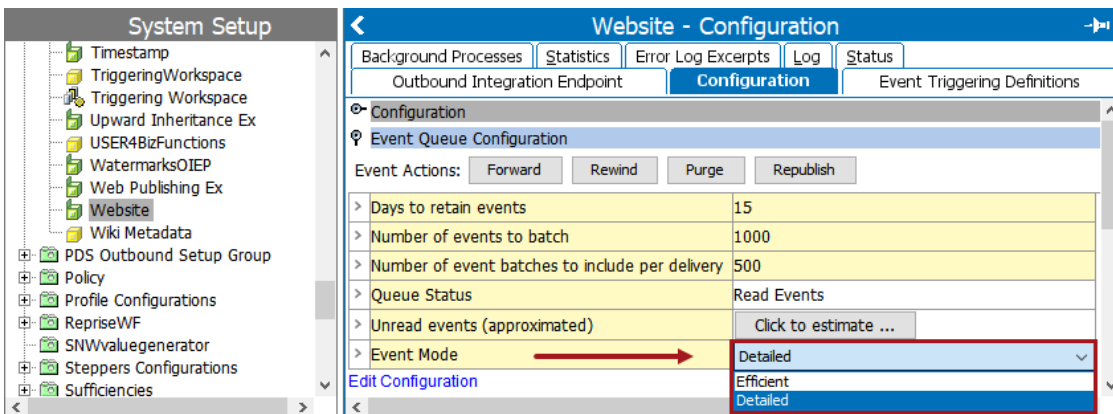 System Setup
Timestamp
TriggeringWorkspace
Triggering Workspace
Upward Inheritance Ex
USER4BizFunctions
WatermarksOIEP
Web Publishing Ex
Website
Wiki Metadata
PDS Outbound Setup Group
Policy
Profile Configurations
RepriseWF
SNWvaluegenerator
Steppers Configurations
Sufficiencies
Website - Configuration
Background Processes Statistics Error Log Excerpts Log Status
Outbound Integration Endpoint Configuration Event Triggering Definitions
Configuration
Event Queue Configuration
Event Actions: Forward Rewind Purge Republish
Days to retain events 15
Number of events to batch 1000
Number of event batches to include per delivery 500
Queue Status Read Events
Unread events (approximated) Click to estimate ...
Event Mode Detailed
Edit Configuration Efficient
Detailed